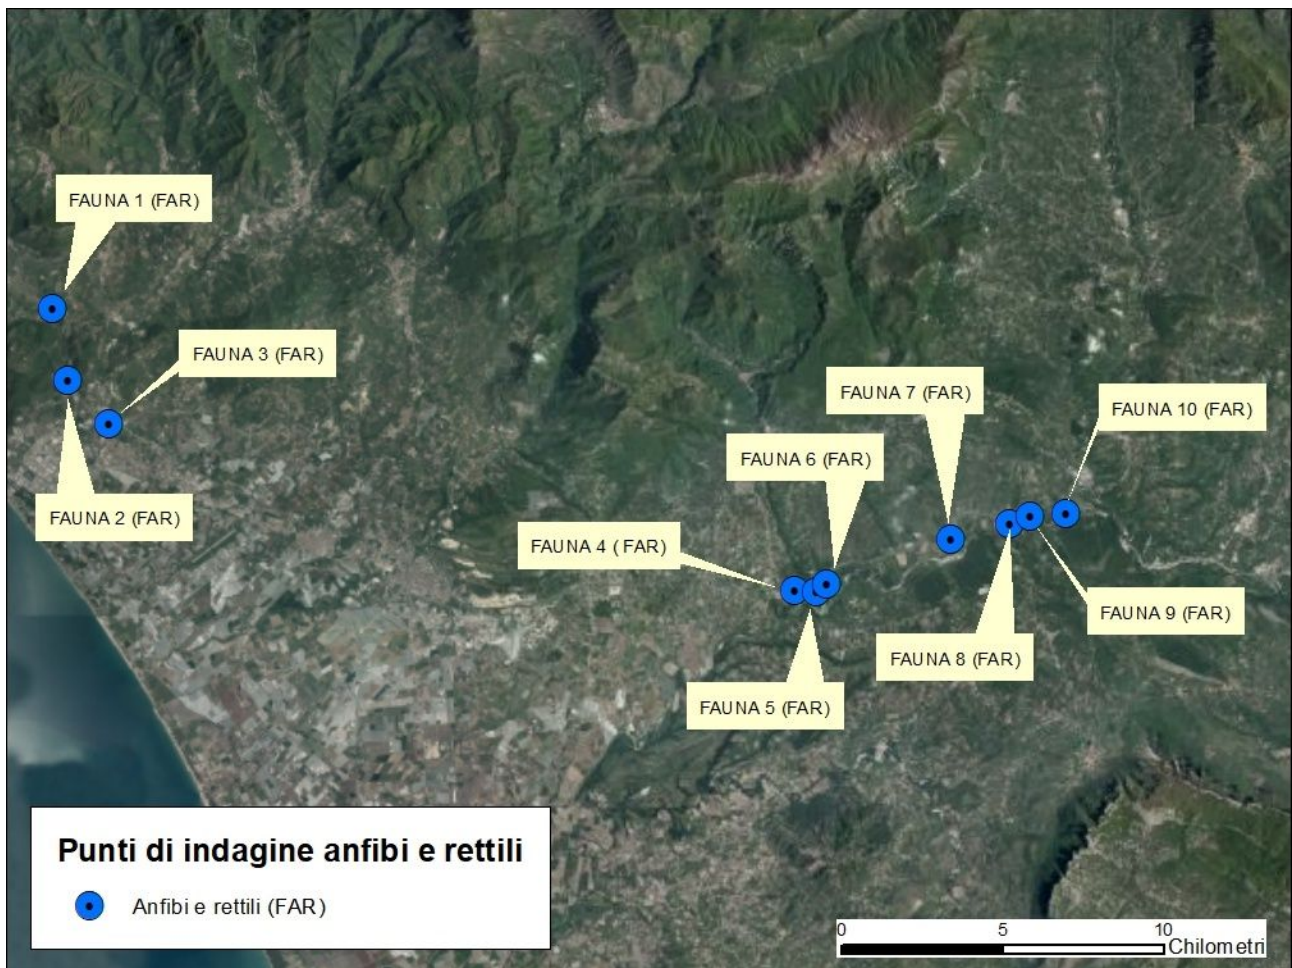 FAUNA 1 (FAR)
FAUNA 3 (FAR)
FAUNA 7 (FAR)
FAUNA 10 (FAR)
FAUNA 6 (FAR)
FAUNA 2 (FAR)
FAUNA 4 ( FAR)
FAUNA 9 (FAR)
FAUNA 8 (FAR)
FAUNA 5 (FAR)
Punti di indagine anfibi e rettili
Anfibi e rettili (FAR)
0 5 10
Chilometri